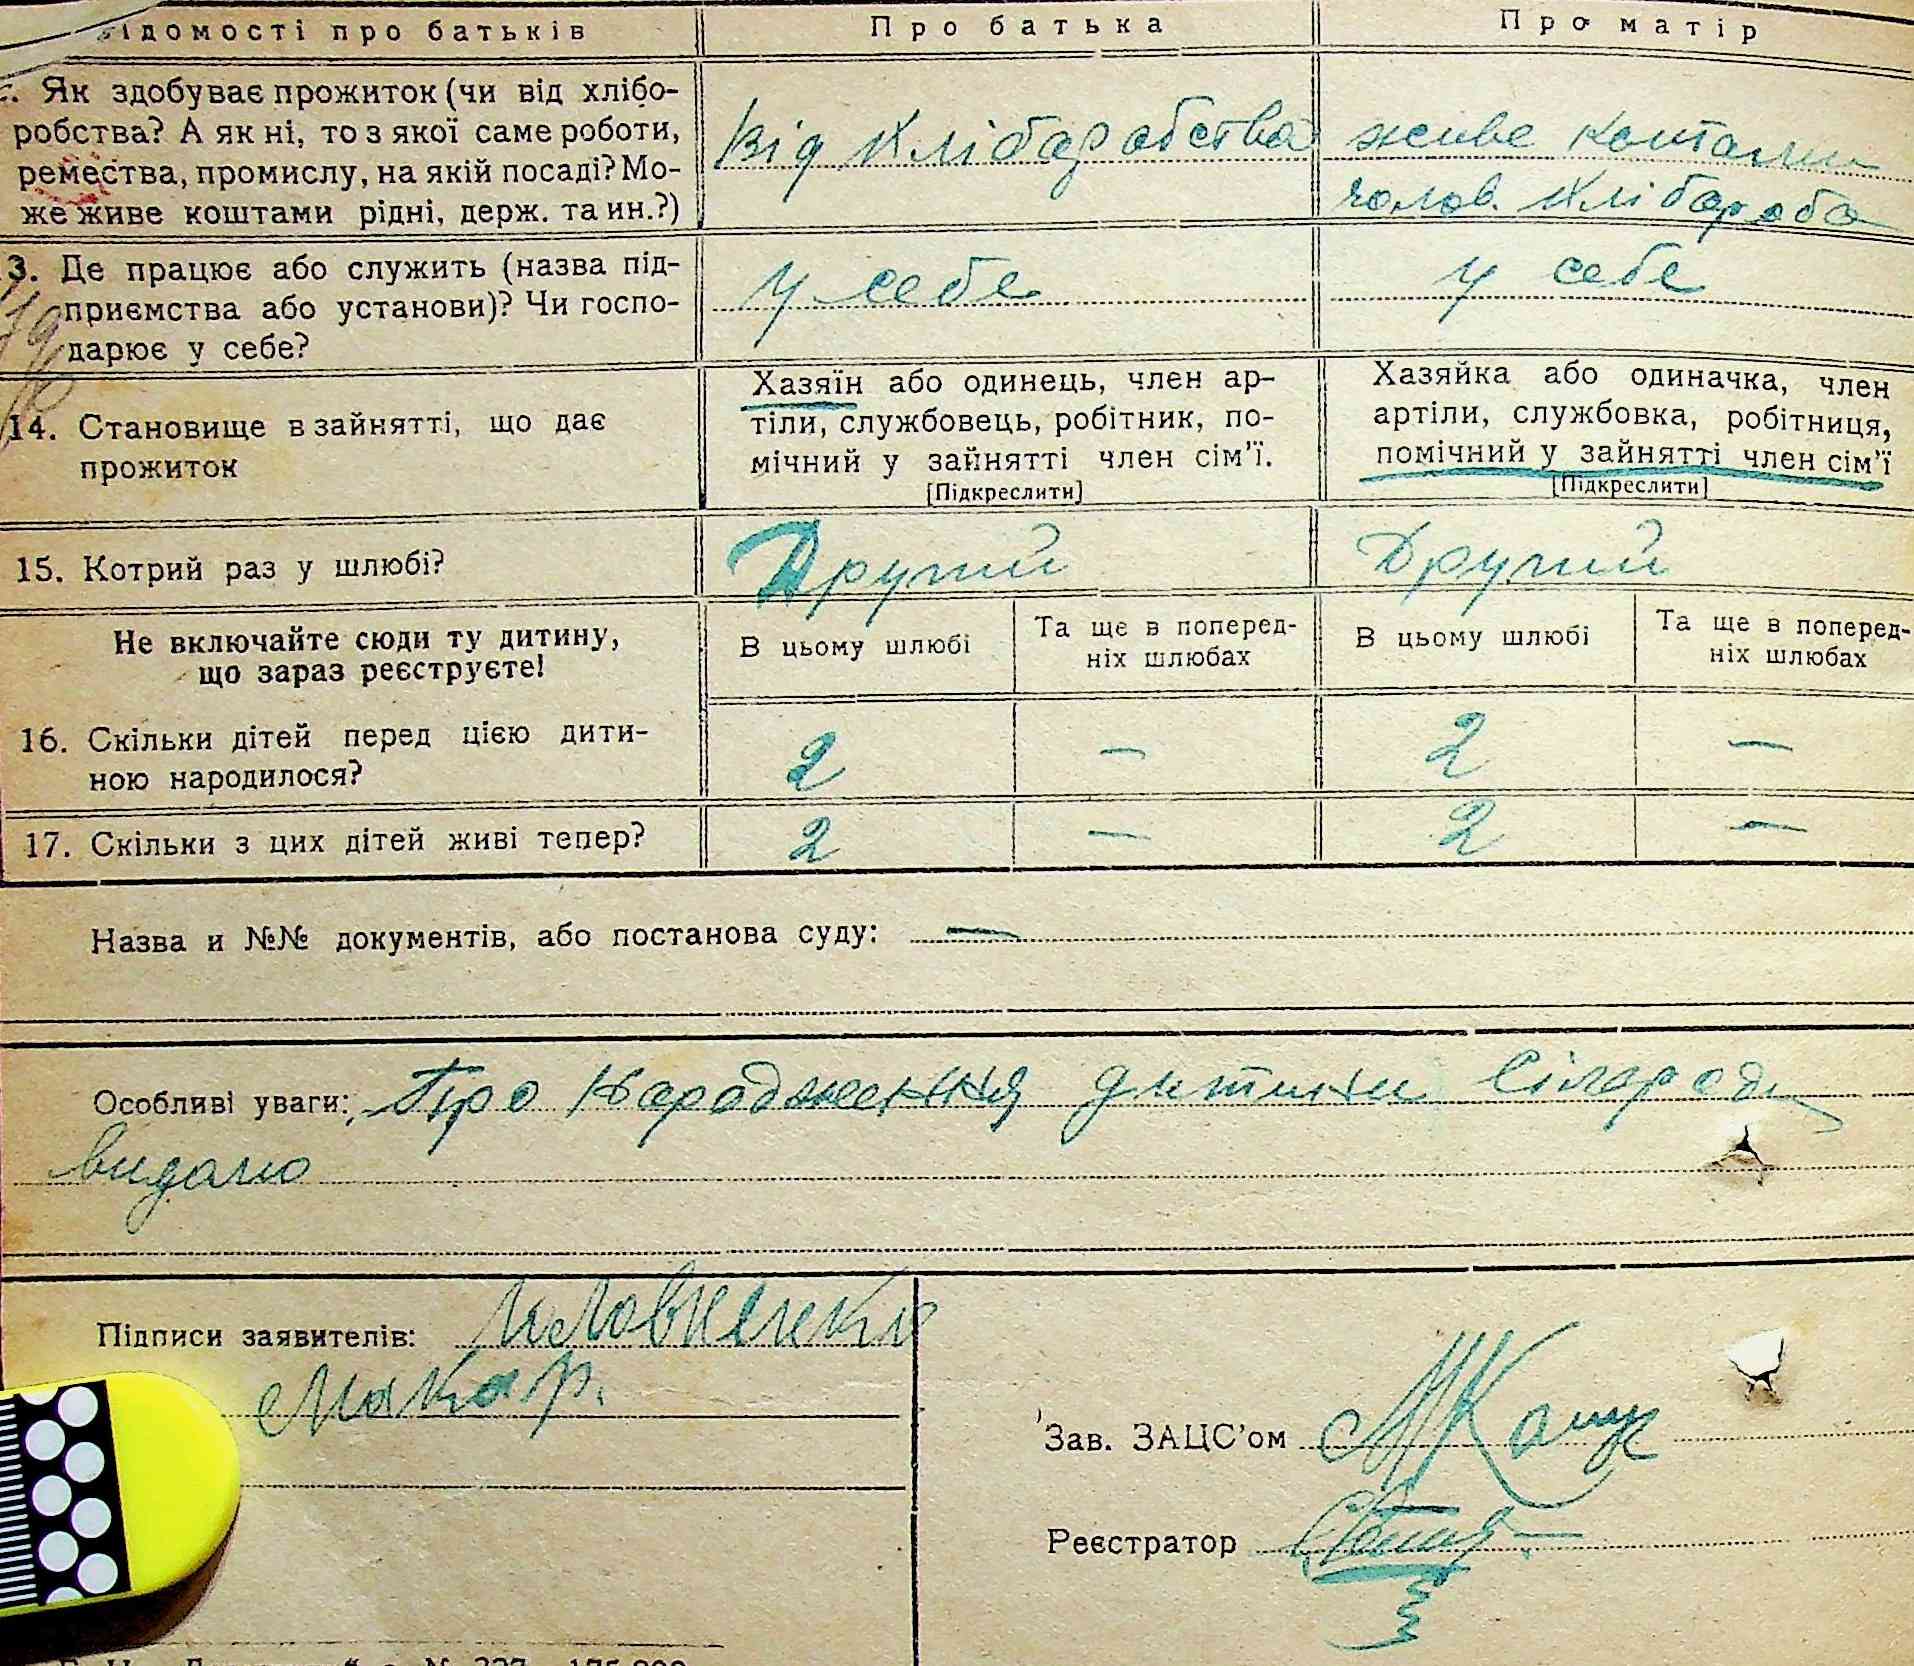 ідомості про батьків
Про батька
Про матір
Як здобуває прожиток (чи від хлібо-
робства? А як ні, то з якої саме роботи,
ремества, промислу, на якій посаді? Мо-
же живе коштами рідні, держ. та ин.?)
Від хлібаробства
живе коштами
чолов. хлібароба
3. Де працює або служить (назва під-
приємства або установи)? Чи госпо-
дарює у себе?
у себе
у себе
14. Становище в зайнятті, що дає
прожиток
Хазяїн або одинець, член ар-
тіли, службовець, робітник, по-
мічний у зайнятті член сім'ї.
[Підкреслити]
Хазяйка або одиначка, член
артіли, службовка, робітниця,
помічний у зайнятті член сім'ї
[Підкреслити]
15. Котрий раз у шлюбі?
Другий
Другий
Не включайте сюди ту дитину,
що зараз реєструєте!
В цьому шлюбі
Та ще в поперед-
ніх шлюбах
В цьому шлюбі
Та ще в поперед-
ніх шлюбах
16. Скільки дітей перед цією дити-
ною народилося?
2 — 2 —
17. Скільки з цих дітей живі тепер?
2 — 2 —
Назва и №№ документів, або постанова суду: —
Особливі уваги: Про народження дитини
видано
Підписи заявителів:
Макар.
Зав. ЗАЦС'ом
Реєстратор